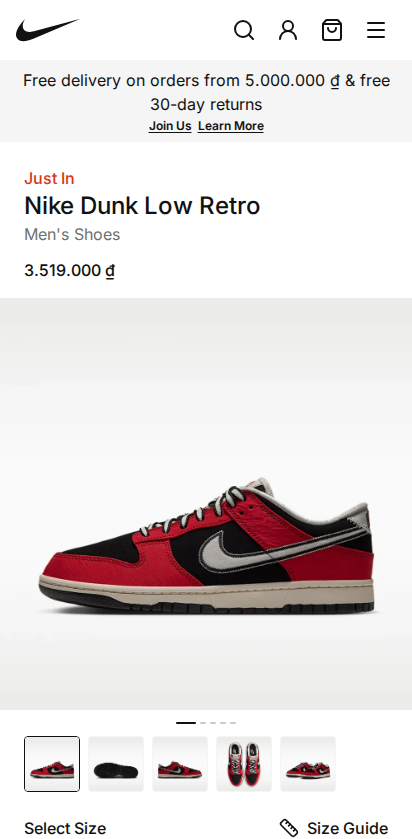 Free delivery on orders from 5.000.000 ₫ & free
30-day returns
Join Us Learn More
Just In
Nike Dunk Low Retro
Men's Shoes
3.519.000 ₫
Select Size
Size Guide